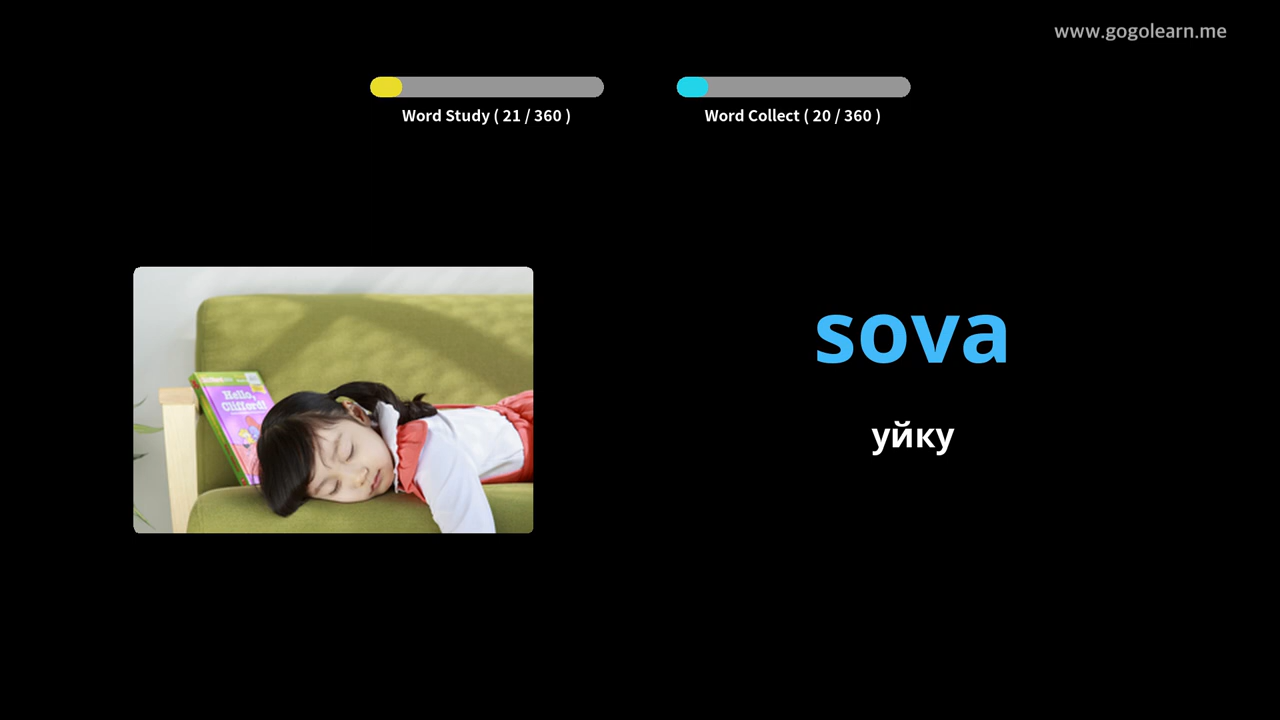 www.gogolearn.me
Word Study ( 21 / 360 )
Word Collect ( 20 / 360 )
Hello,
Clifford!
sova
уйку